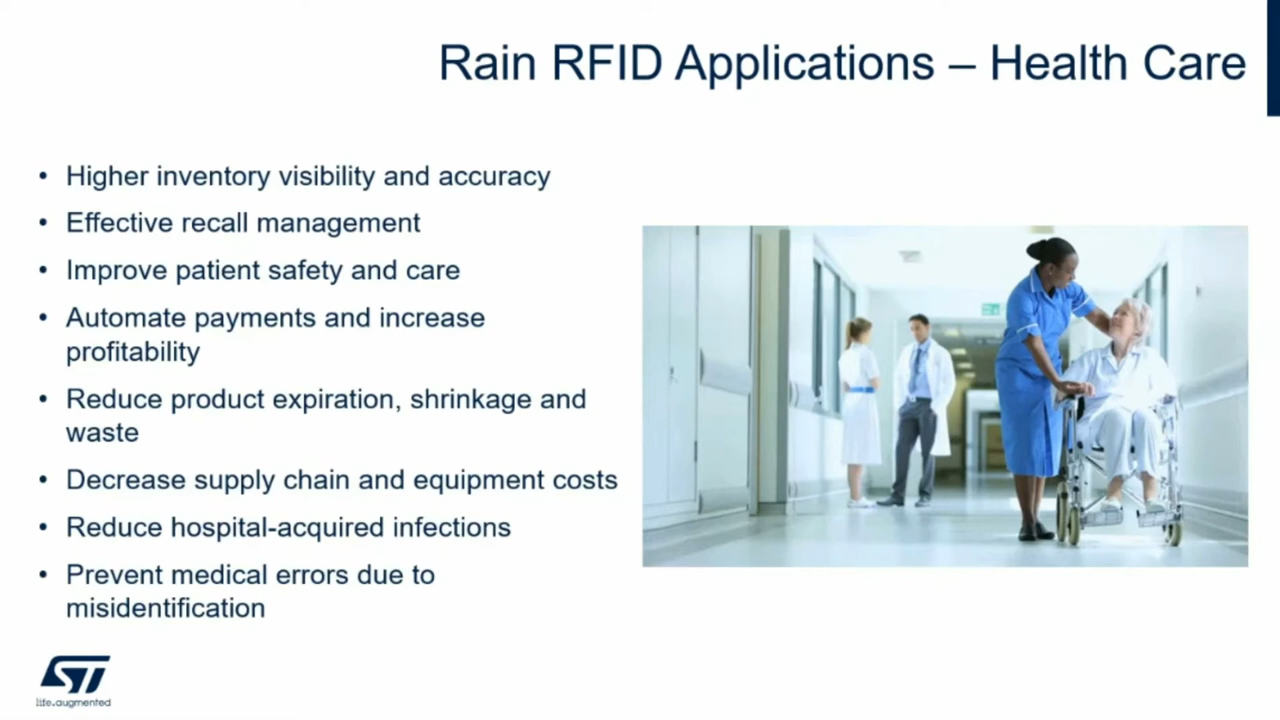 Rain RFID Applications – Health Care
• Higher inventory visibility and accuracy
• Effective recall management
• Improve patient safety and care
• Automate payments and increase
profitability
• Reduce product expiration, shrinkage and
waste
• Decrease supply chain and equipment costs
• Reduce hospital-acquired infections
• Prevent medical errors due to
misidentification
ST
life.augmented